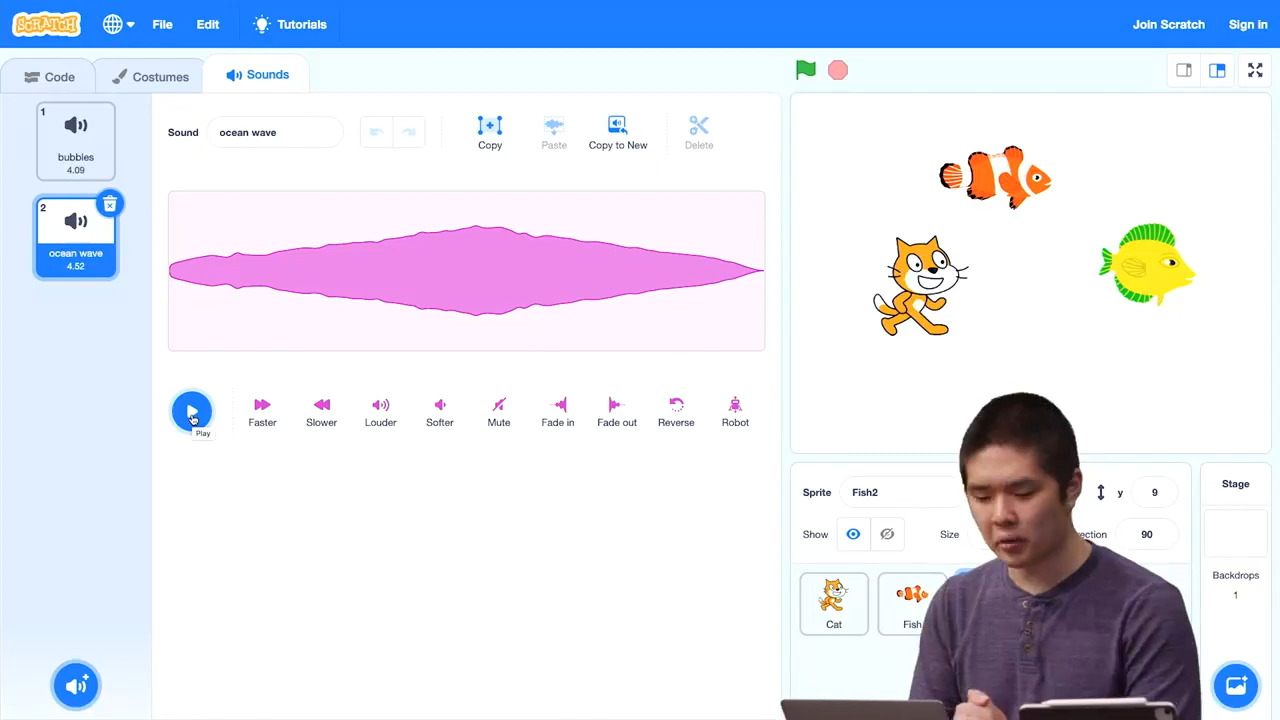 SCRATCH File Edit Tutorials Join Scratch Sign in
Code Costumes Sounds
1
bubbles
4.09
2
ocean wave
4.52
Sound ocean wave
Copy Paste Copy to New Delete
Play
Faster Slower Louder Softer Mute Fade in Fade out Reverse Robot
Sprite Fish2 y 9
Show Size ection 90
Cat Fish
Stage
Backdrops
1